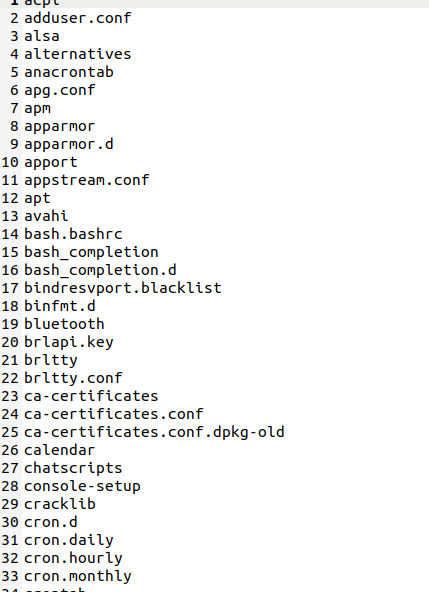 1 acpi
2 adduser.conf
3 alsa
4 alternatives
5 anacrontab
6 apg.conf
7 apm
8 apparmor
9 apparmor.d
10 apport
11 appstream.conf
12 apt
13 avahi
14 bash.bashrc
15 bash_completion
16 bash_completion.d
17 bindresvport.blacklist
18 binfmt.d
19 bluetooth
20 brlapi.key
21 brltty
22 brltty.conf
23 ca-certificates
24 ca-certificates.conf
25 ca-certificates.conf.dpkg-old
26 calendar
27 chatscripts
28 console-setup
29 cracklib
30 cron.d
31 cron.daily
32 cron.hourly
33 cron.monthly
34 crontab